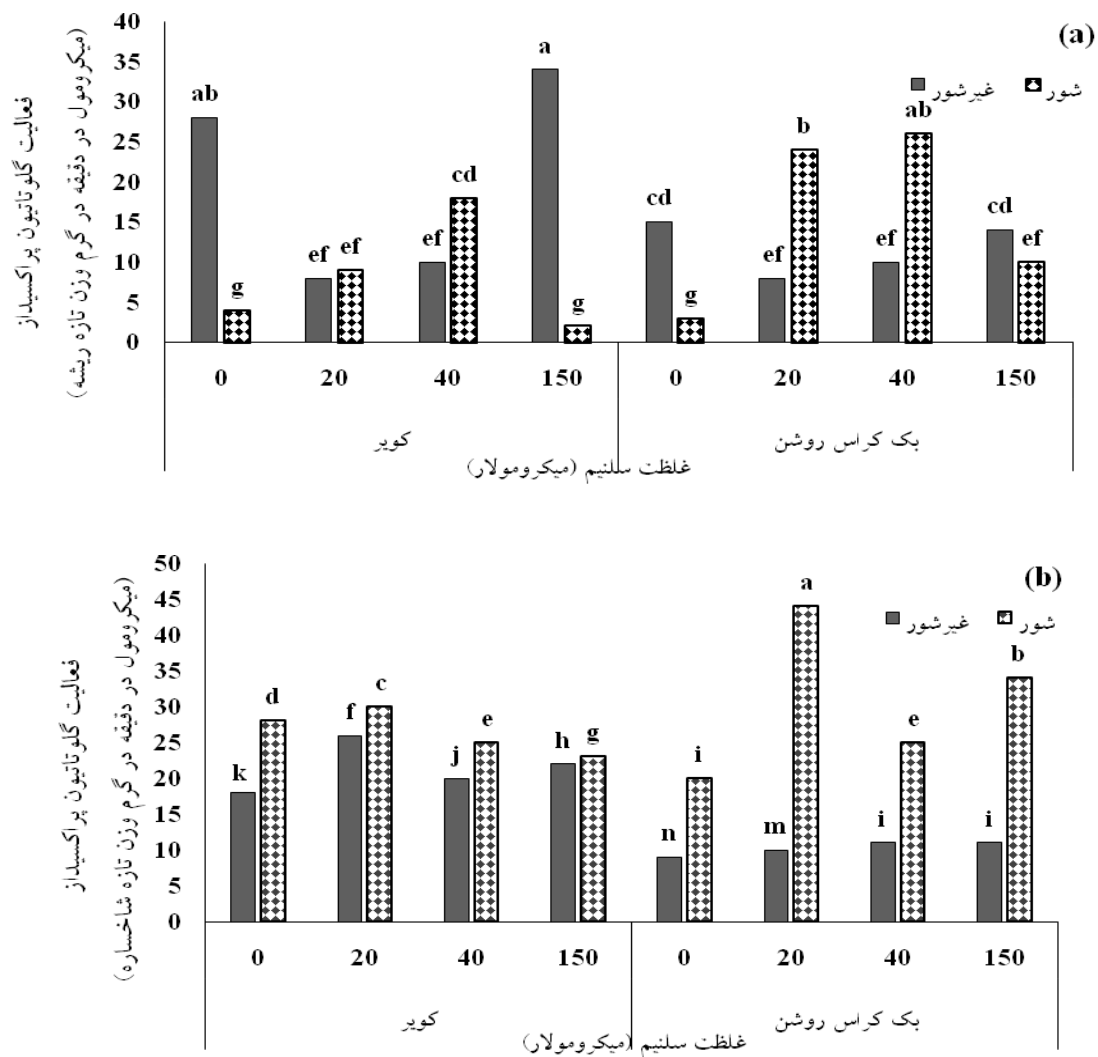 (a)
غیرشور شور
فعالیت گلوتاتیون پراکسیداز
(میکرومول در دقیقه در گرم وزن تازه ریشه)
40
35
30
25
20
15
10
5
0
ab g ef ef ef cd a g cd g ef b ef ab cd ef
0 20 40 150 0 20 40 150
کویر بک کراس روشن
غلظت سلنیم (میکرومولار)
(b)
غیرشور شور
فعالیت گلوتاتیون پراکسیداز
(میکرومول در دقیقه در گرم وزن تازه شاخساره)
50
45
40
35
30
25
20
15
10
5
0
k d f c j e h g n i m a i e i b
0 20 40 150 0 20 40 150
کویر بک کراس روشن
غلظت سلنیم (میکرومولار)